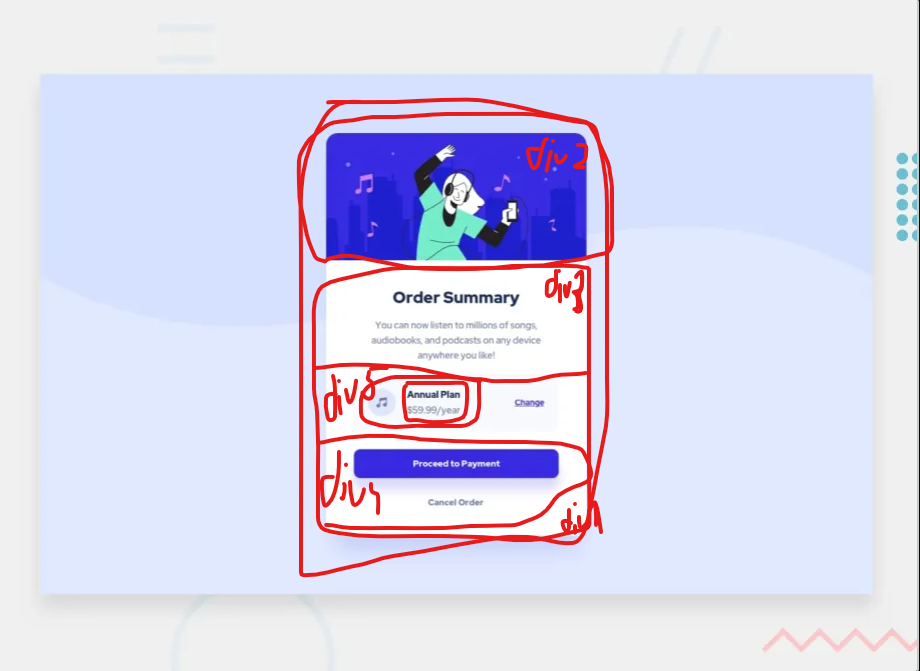 div2
Order Summary
div3
You can now listen to millions of songs,
audiobooks, and podcasts on any device
anywhere you like!
div5
Annual Plan
$59.99/year
Change
Proceed to Payment
div4
Cancel Order
div1